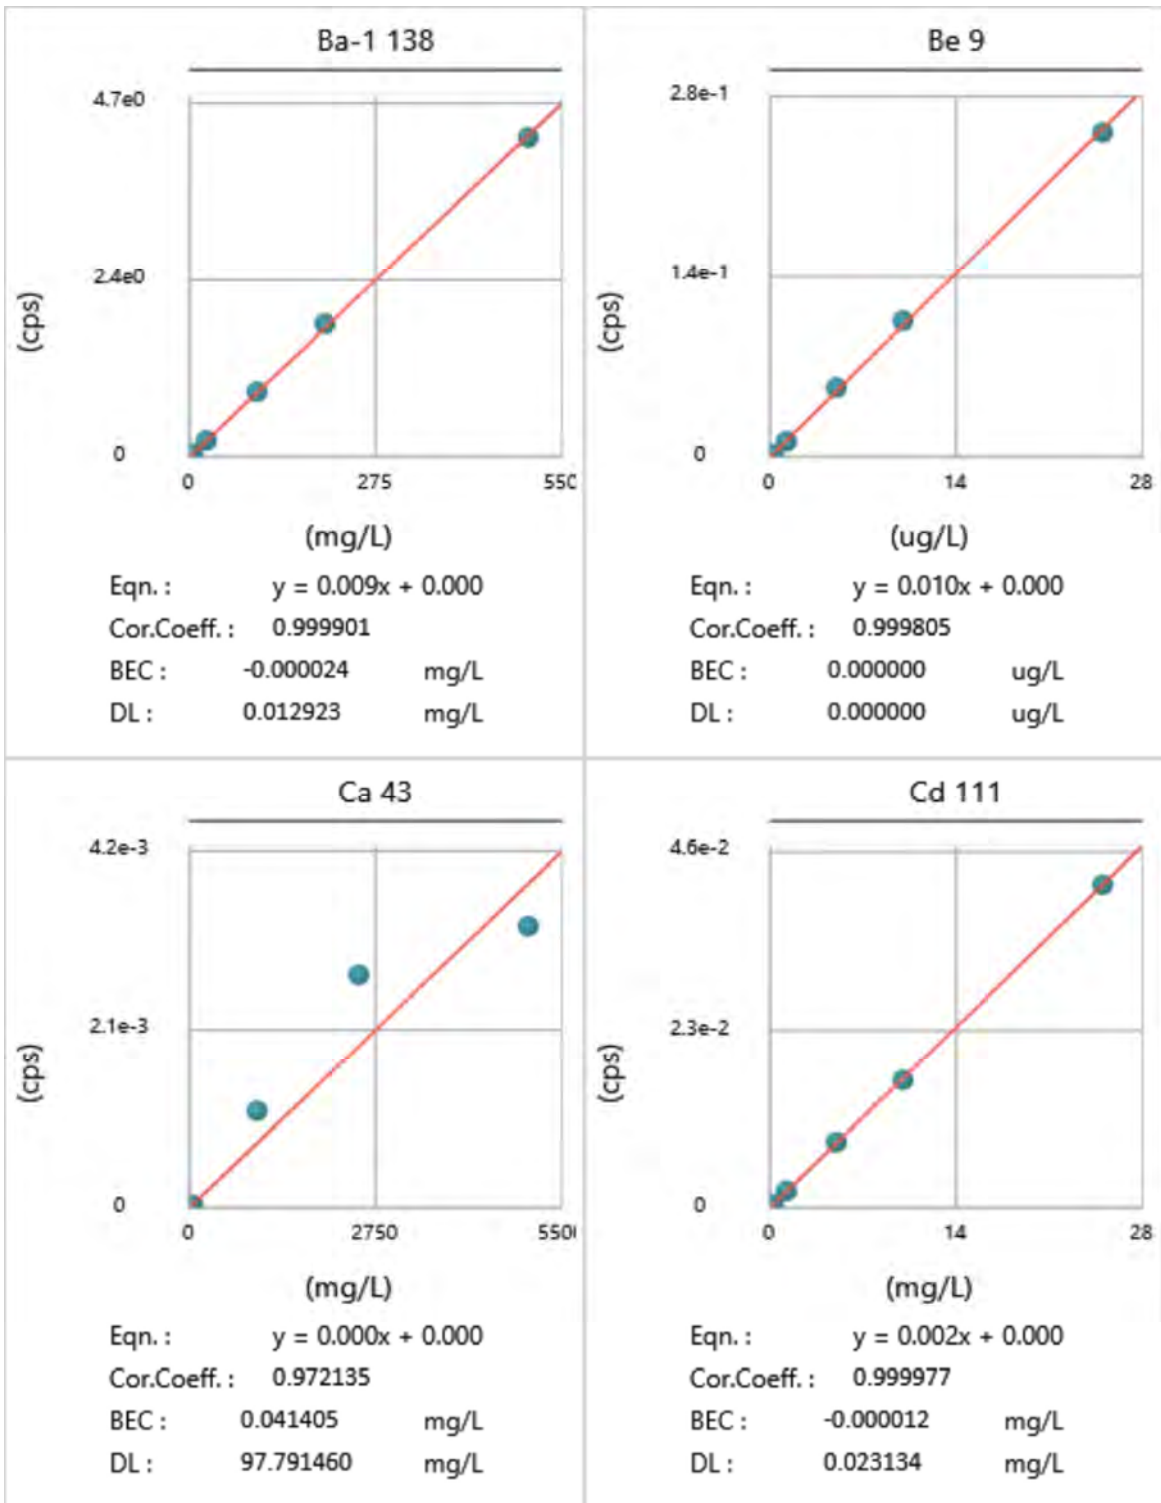 Ba-1 138
4.7e0
2.4e0
0
(cps)
0 275 550
(mg/L)
Eqn. : y = 0.009x + 0.000
Cor.Coeff. : 0.999901
BEC : -0.000024 mg/L
DL : 0.012923 mg/L
Be 9
2.8e-1
1.4e-1
0
(cps)
0 14 28
(ug/L)
Eqn. : y = 0.010x + 0.000
Cor.Coeff. : 0.999805
BEC : 0.000000 ug/L
DL : 0.000000 ug/L
Ca 43
4.2e-3
2.1e-3
0
(cps)
0 2750 550
(mg/L)
Eqn. : y = 0.000x + 0.000
Cor.Coeff. : 0.972135
BEC : 0.041405 mg/L
DL : 97.791460 mg/L
Cd 111
4.6e-2
2.3e-2
0
(cps)
0 14 28
(mg/L)
Eqn. : y = 0.002x + 0.000
Cor.Coeff. : 0.999977
BEC : -0.000012 mg/L
DL : 0.023134 mg/L